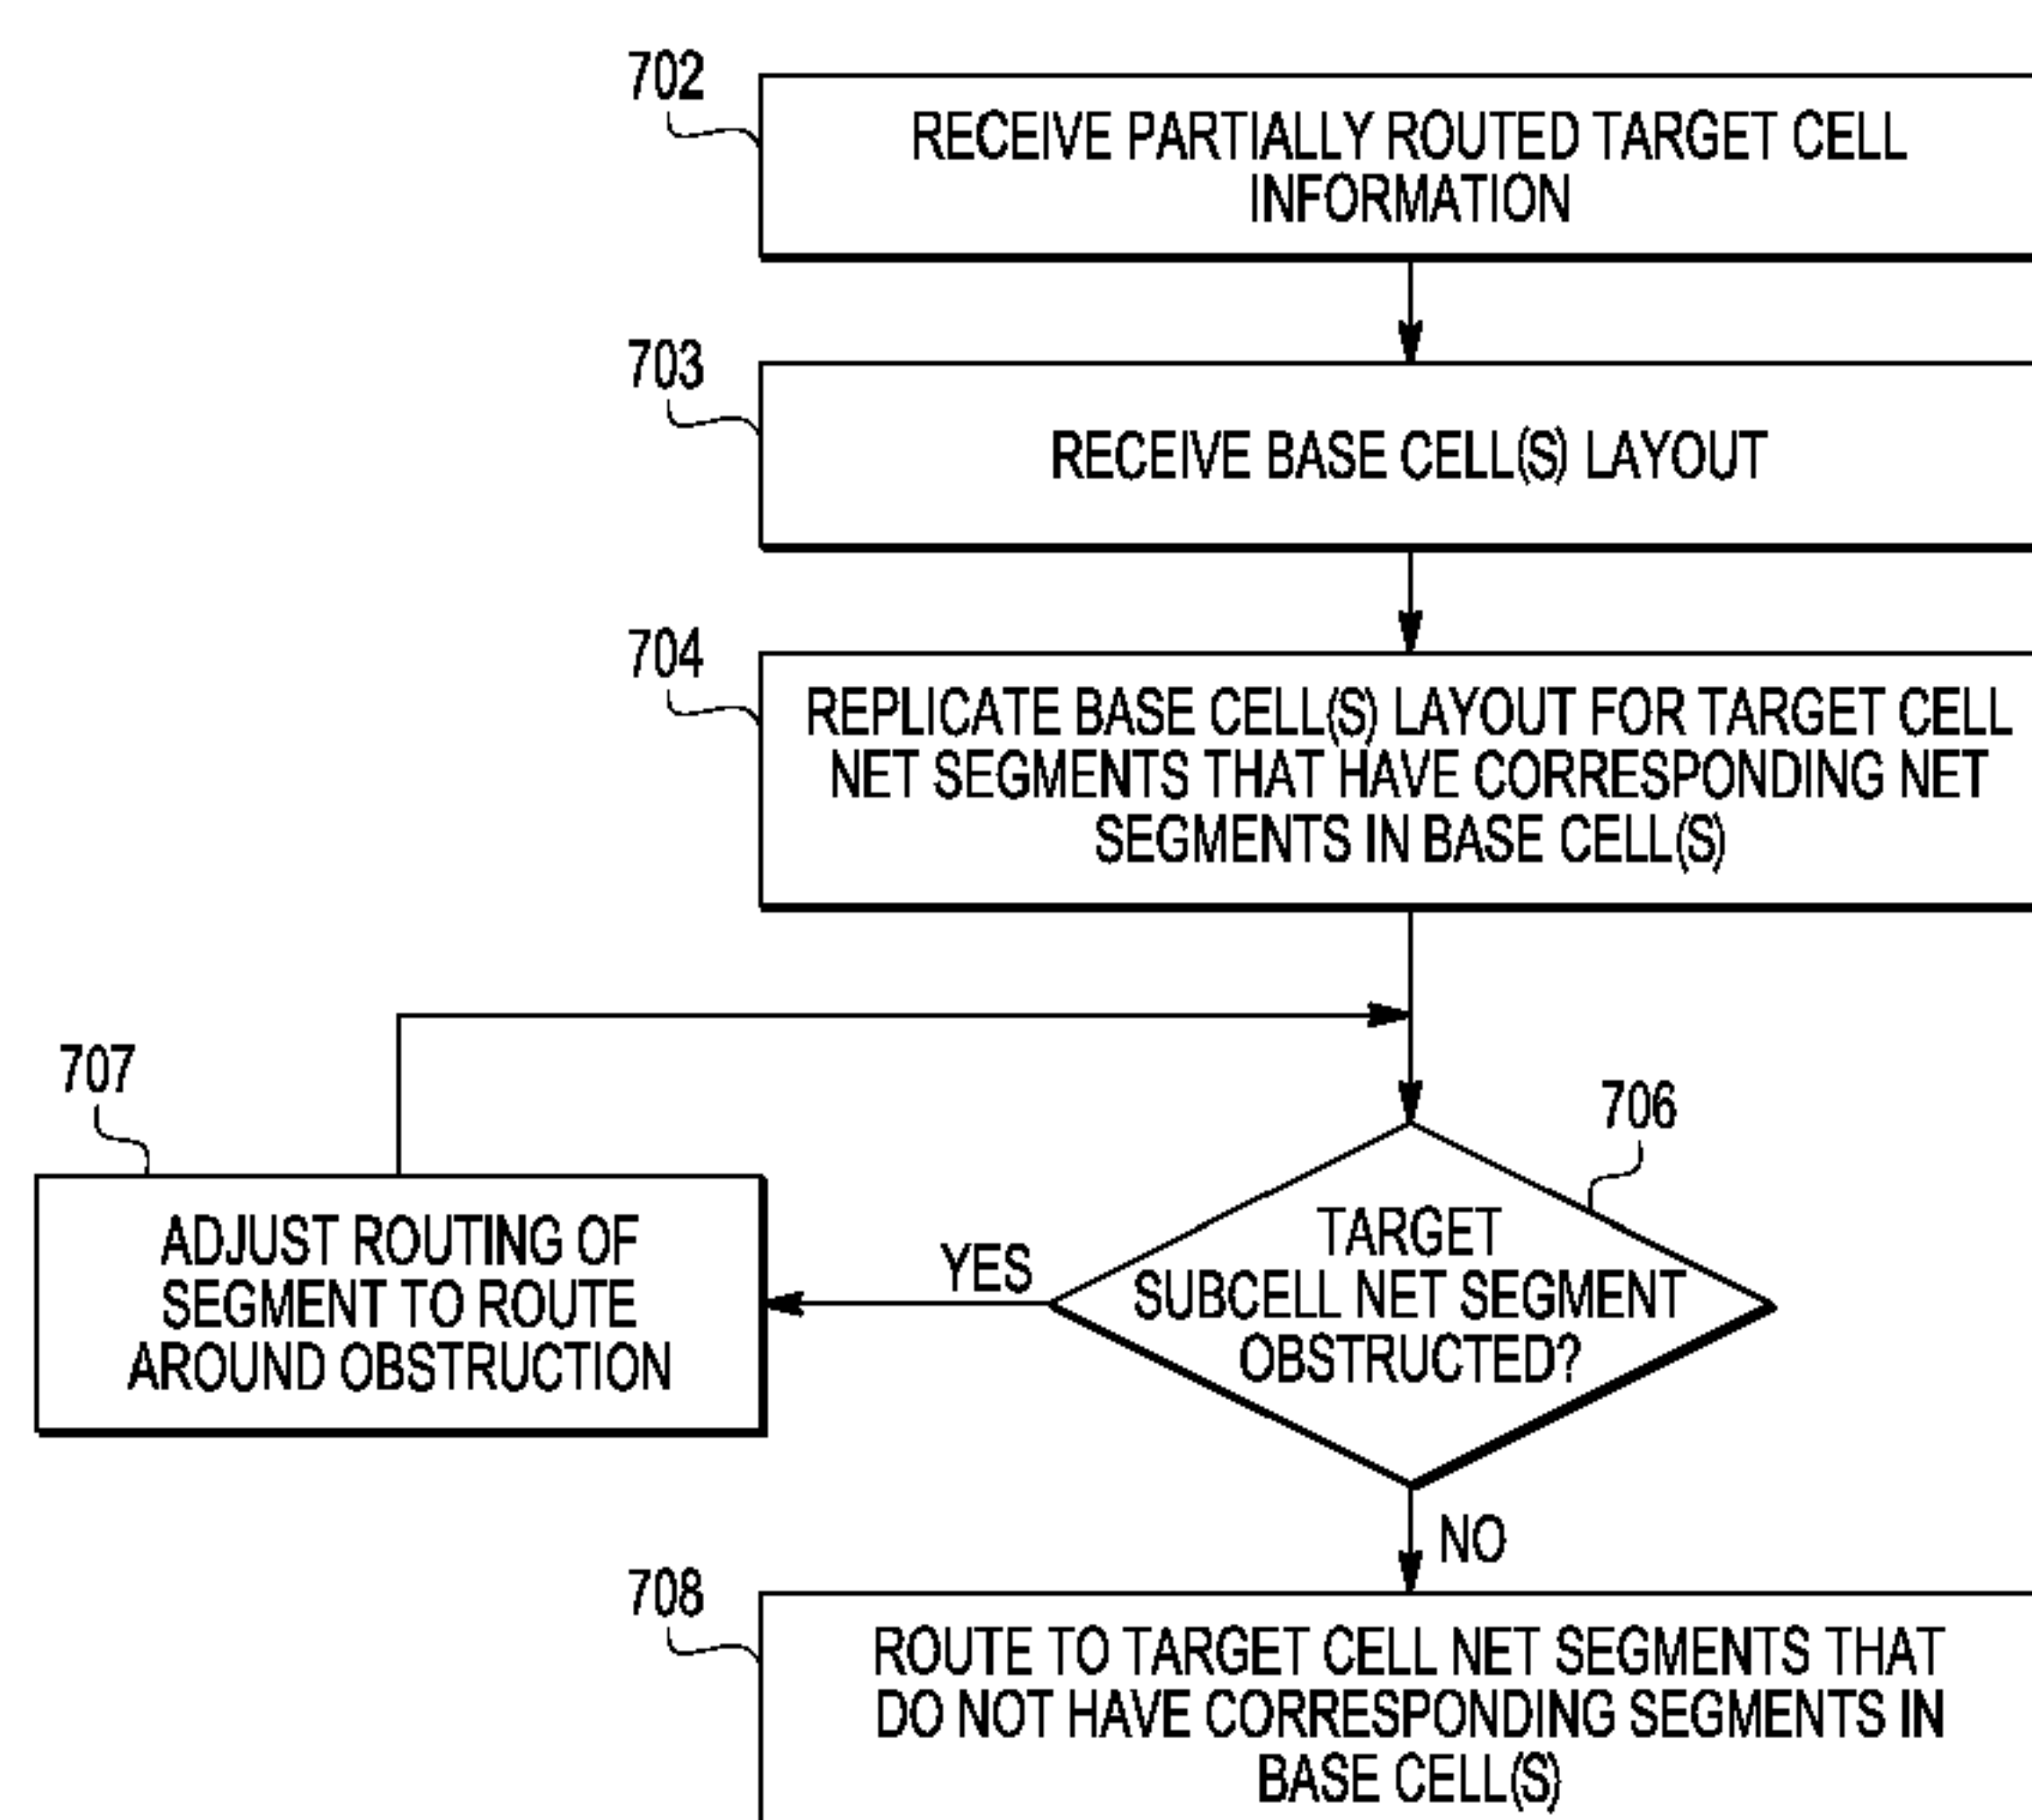 702
RECEIVE PARTIALLY ROUTED TARGET CELL
INFORMATION
703
RECEIVE BASE CELL(S) LAYOUT
704
REPLICATE BASE CELL(S) LAYOUT FOR TARGET CELL
NET SEGMENTS THAT HAVE CORRESPONDING NET
SEGMENTS IN BASE CELL(S)
707
ADJUST ROUTING OF
SEGMENT TO ROUTE
AROUND OBSTRUCTION
YES
706
TARGET
SUBCELL NET SEGMENT
OBSTRUCTED?
NO
708
ROUTE TO TARGET CELL NET SEGMENTS THAT
DO NOT HAVE CORRESPONDING SEGMENTS IN
BASE CELL(S)